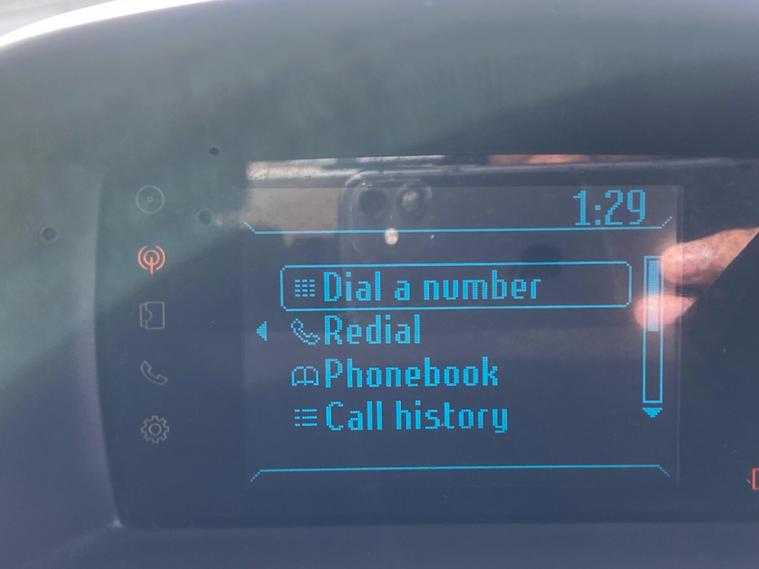 1:29
Dial a number
Redial
Phonebook
Call history